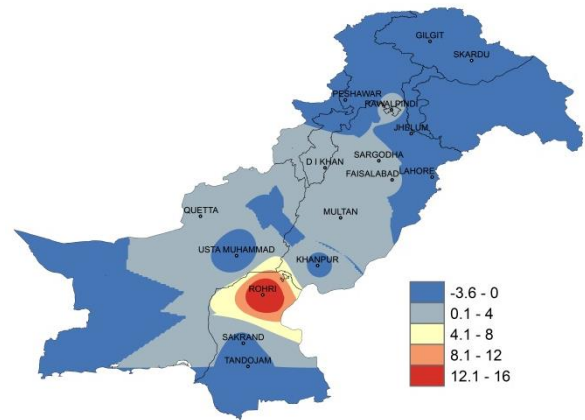 GILGIT
SKARDU
PESHAWAR
RAWALPINDI
JHELUM
SARGODHA
D I KHAN
FAISALABAD
LAHORE
MULTAN
QUETTA
USTA MUHAMMAD
KHANPUR
ROHRI
SAKRAND
TANDOJAM
-3.6 - 0
0.1 - 4
4.1 - 8
8.1 - 12
12.1 - 16